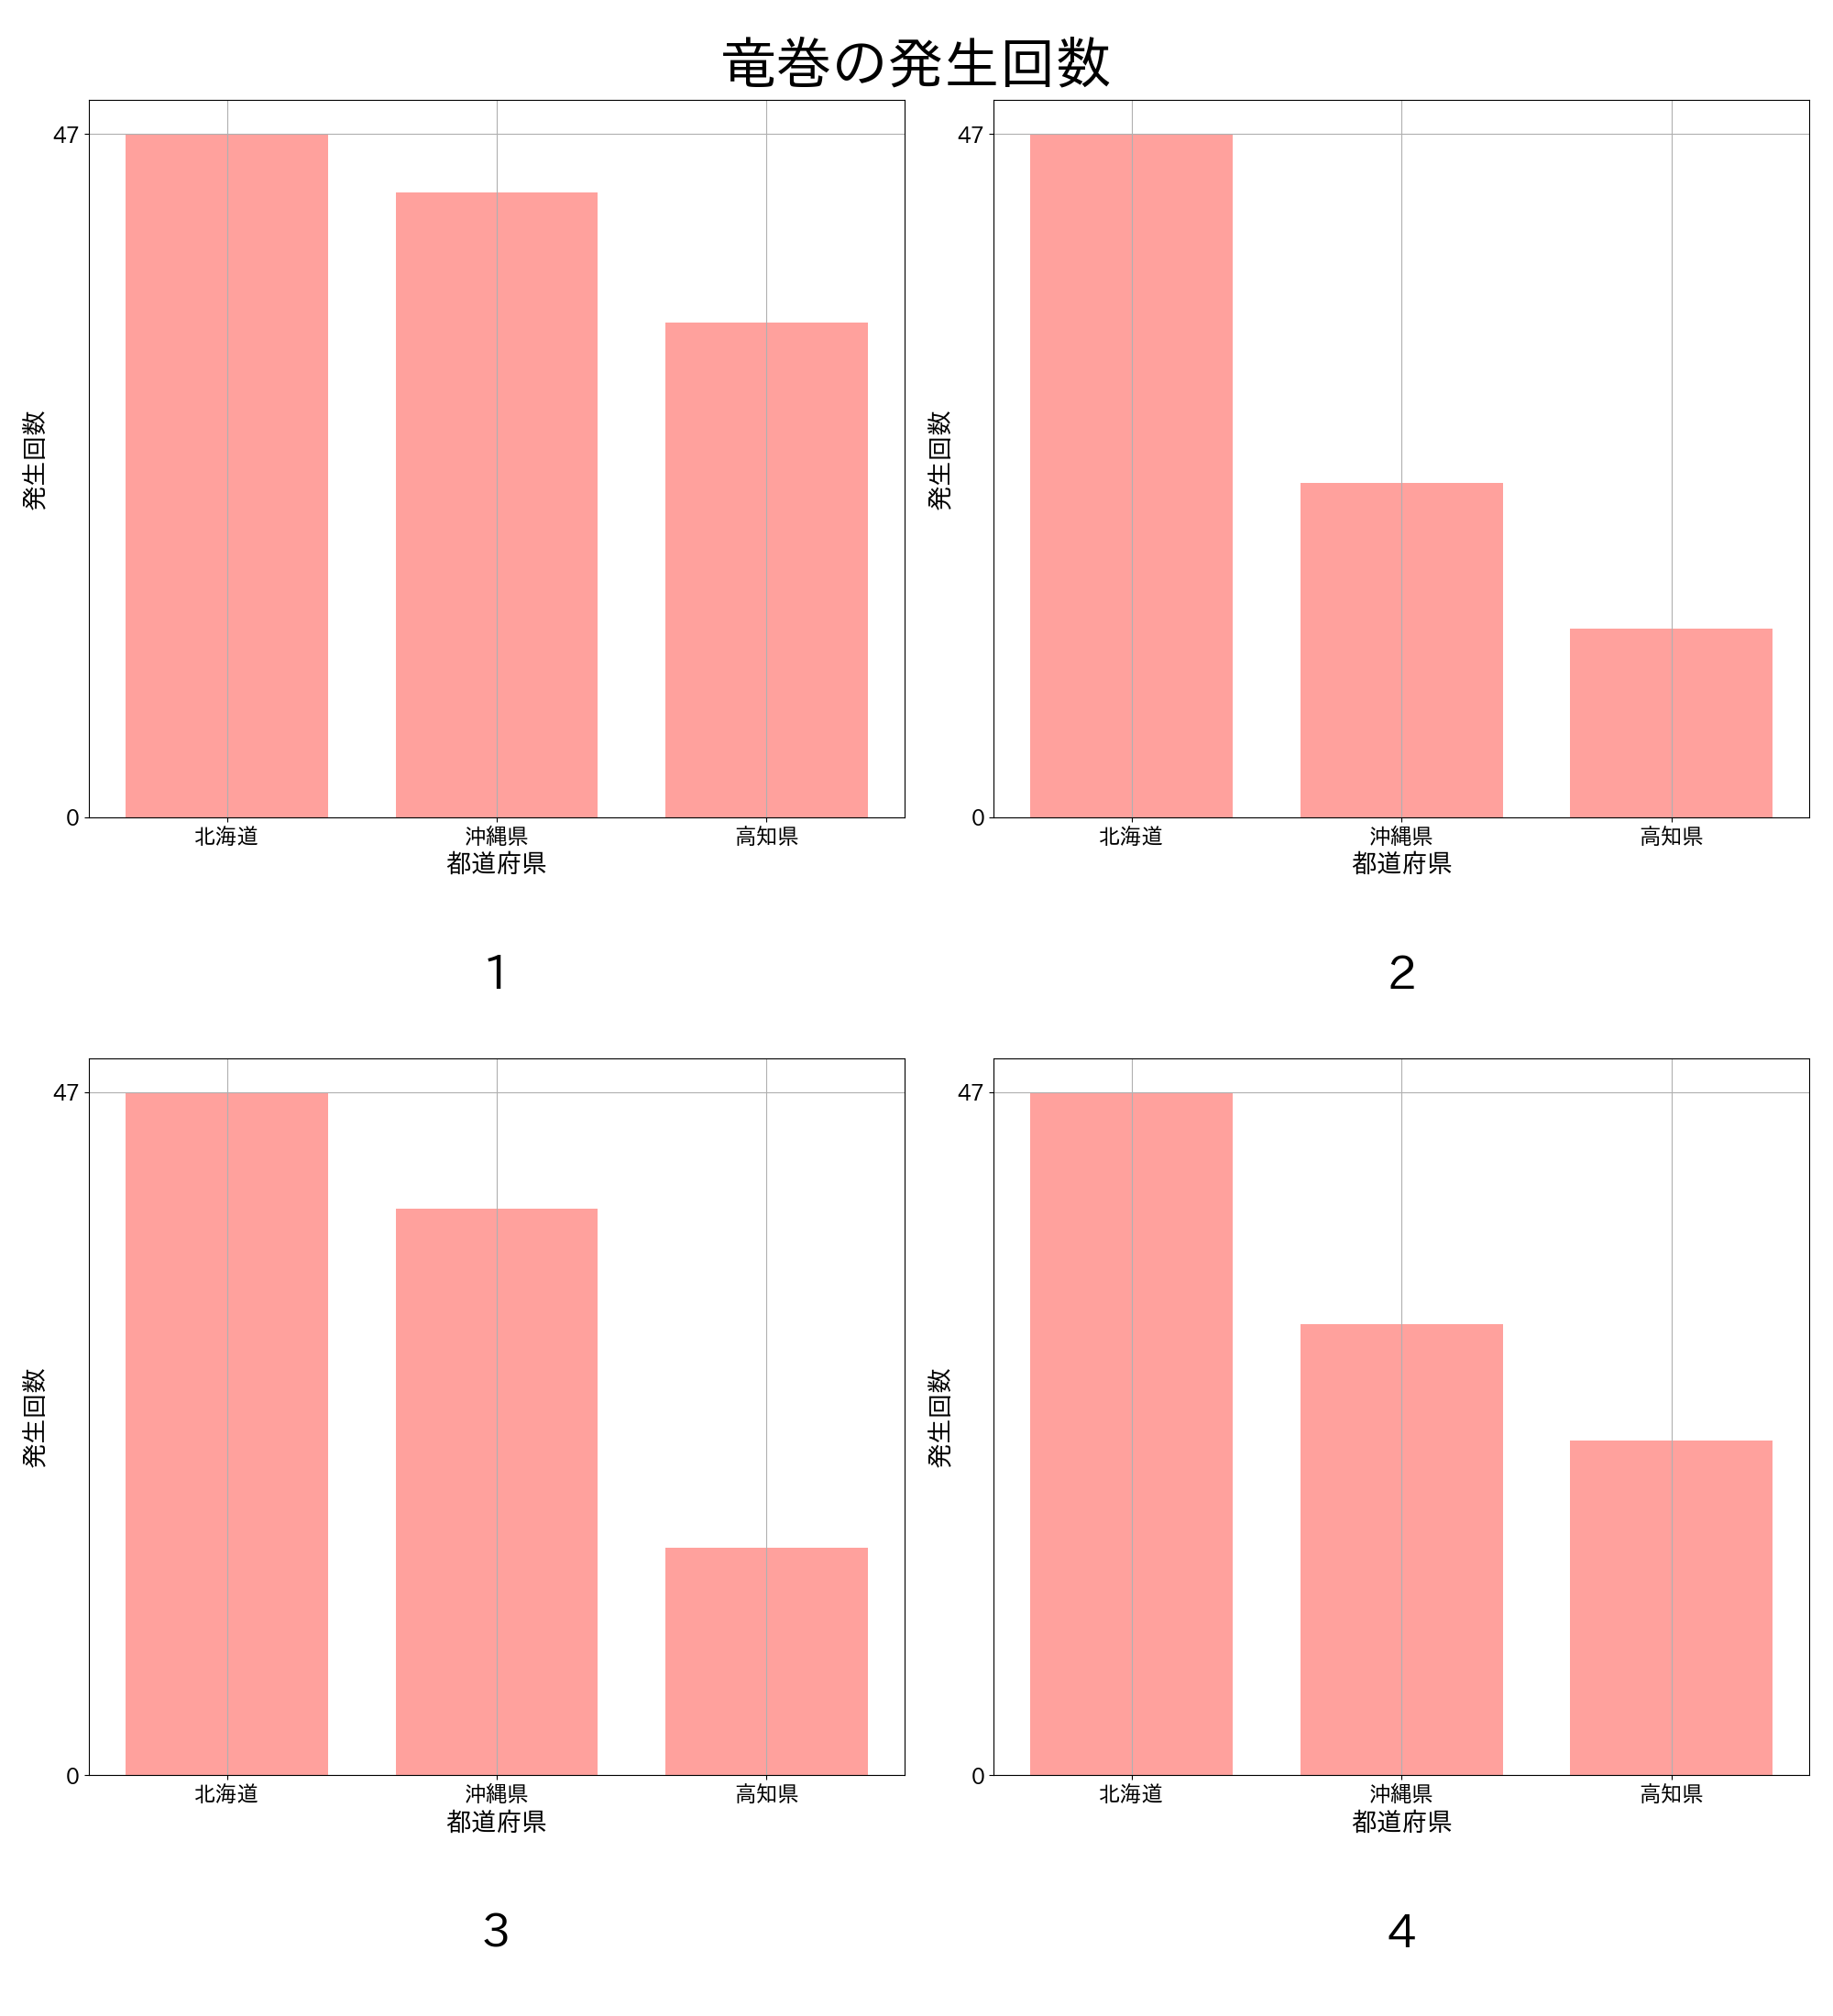 竜巻の発生回数
47
発生回数
0
北海道 沖縄県 高知県
都道府県
1
47
発生回数
0
北海道 沖縄県 高知県
都道府県
2
47
発生回数
0
北海道 沖縄県 高知県
都道府県
3
47
発生回数
0
北海道 沖縄県 高知県
都道府県
4